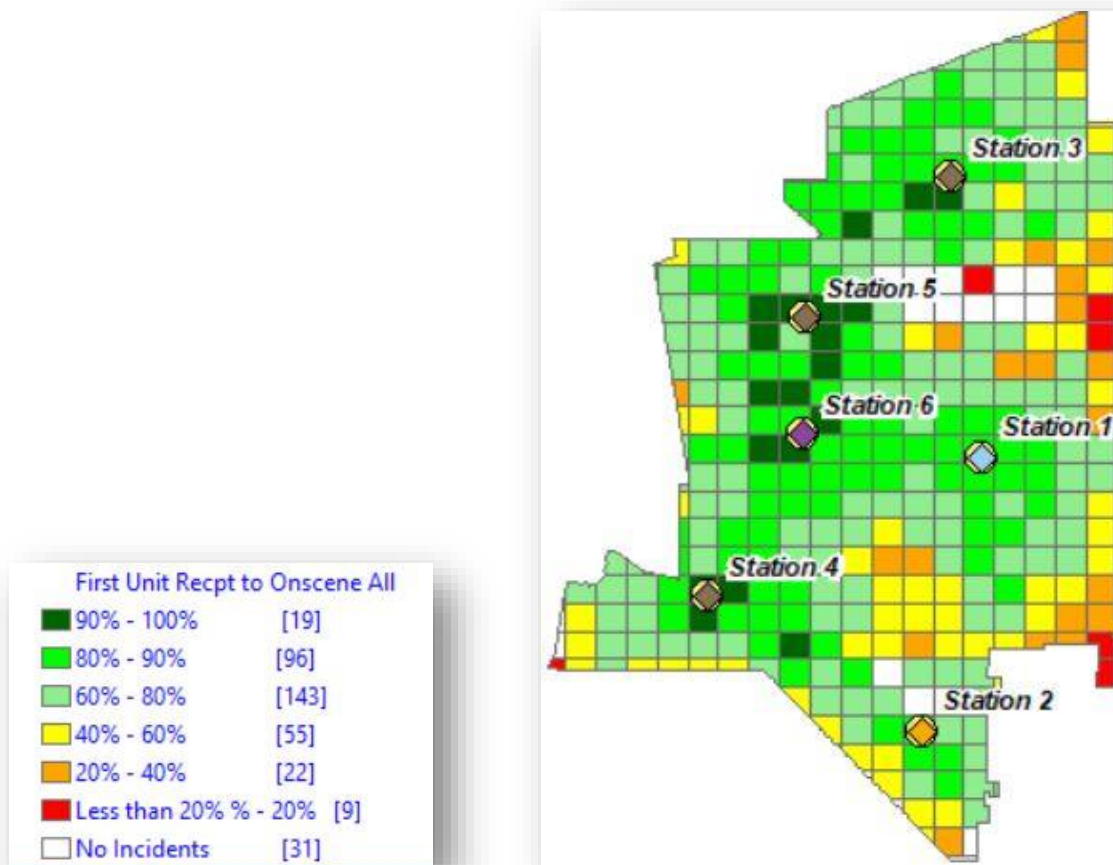 Station 3
Station 5
Station 6
Station 1
Station 4
Station 2
First Unit Recpt to Onscene All
90% - 100% [19]
80% - 90% [96]
60% - 80% [143]
40% - 60% [55]
20% - 40% [22]
Less than 20% % - 20% [9]
No Incidents [31]